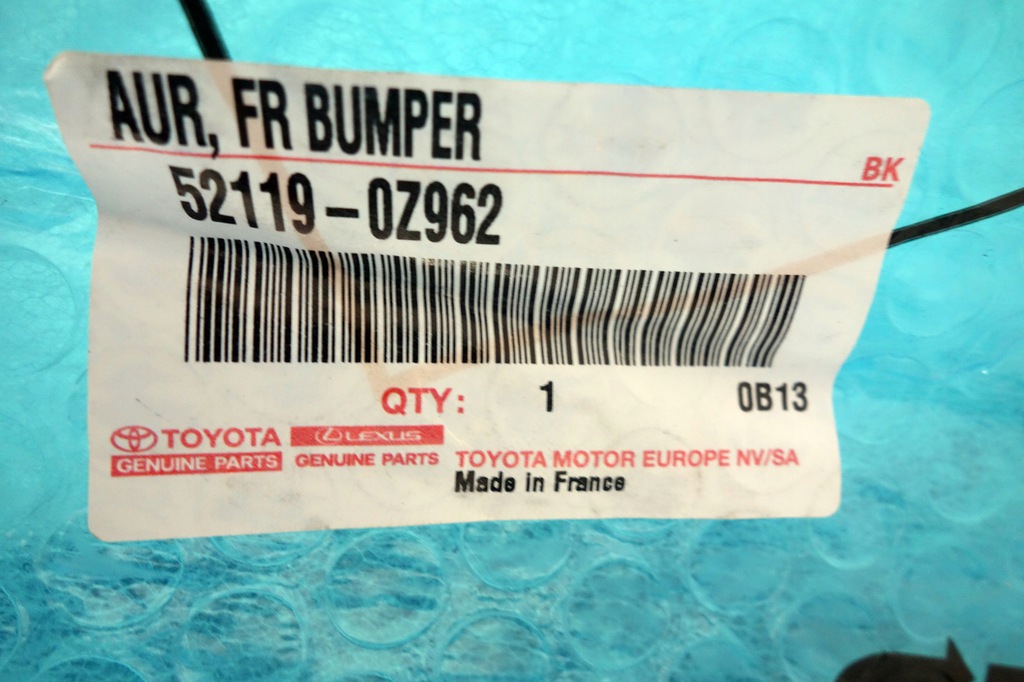 AUR, FR BUMPER
BK
52119-0Z962
QTY: 1 0B13
TOYOTA LEXUS
GENUINE PARTS GENUINE PARTS TOYOTA MOTOR EUROPE NV/SA
Made in France